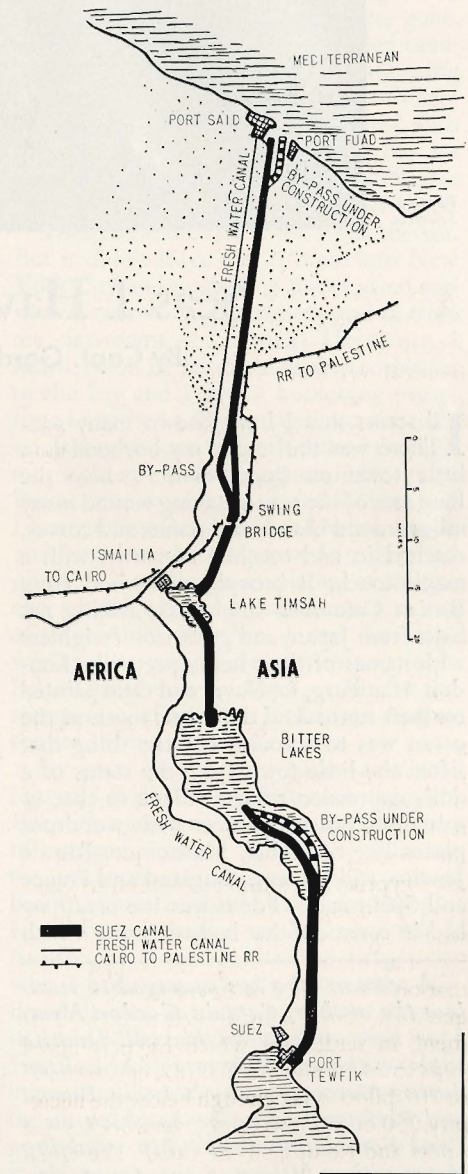 MEDITERRANEAN
PORT SAID
PORT FUAD
FRESH WATER CANAL
BY-PASS UNDER
CONSTRUCTION
RR TO PALESTINE
BY-PASS
SWING
BRIDGE
ISMAILIA
TO CAIRO
LAKE TIMSAH
AFRICA
ASIA
BITTER
LAKES
BY-PASS UNDER
CONSTRUCTION
FRESH WATER CANAL
SUEZ CANAL
FRESH WATER CANAL
CAIRO TO PALESTINE RR
SUEZ
PORT
TEWFIK